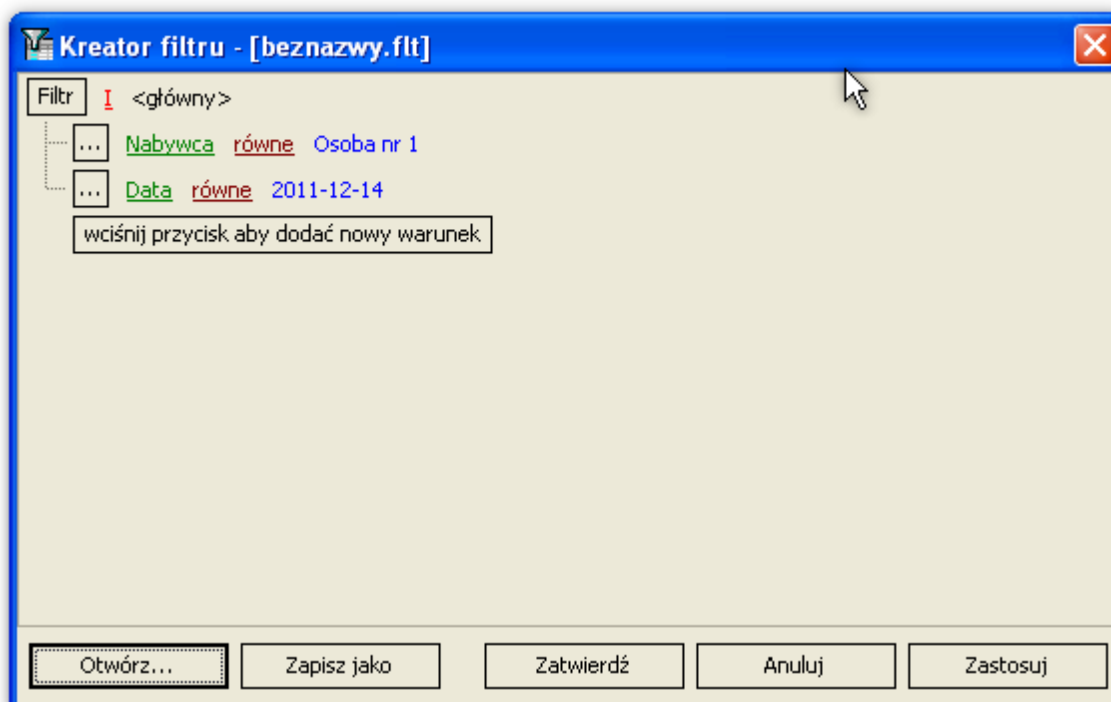 Kreator filtru - [beznazwy.flt]
Filtr I <główny>
... Nabywca równe Osoba nr 1
... Data równe 2011-12-14
wciśnij przycisk aby dodać nowy warunek
Otwórz... Zapisz jako Zatwierdź Anuluj Zastosuj